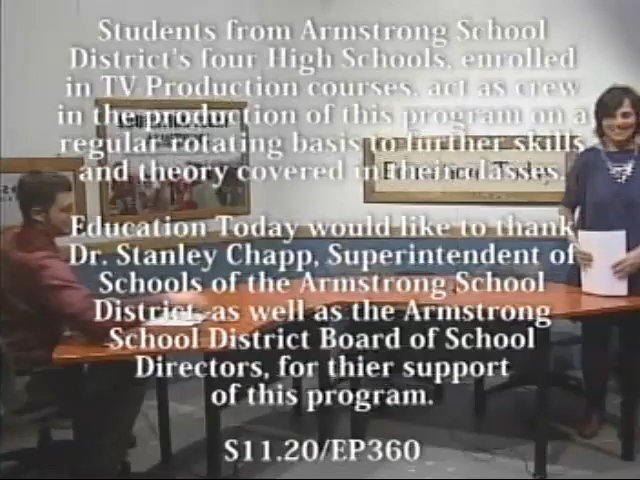 Students from Armstrong School
District's four High Schools, enrolled
in TV Production courses, act as crew
in the production of this program on a
regular rotating basis to further skills
and theory covered in their classes.
Education Today
Education Today would like to thank
Dr. Stanley Chapp, Superintendent of
Schools of the Armstrong School
District, as well as the Armstrong
School District Board of School
Directors, for thier support
of this program.
S11.20/EP360